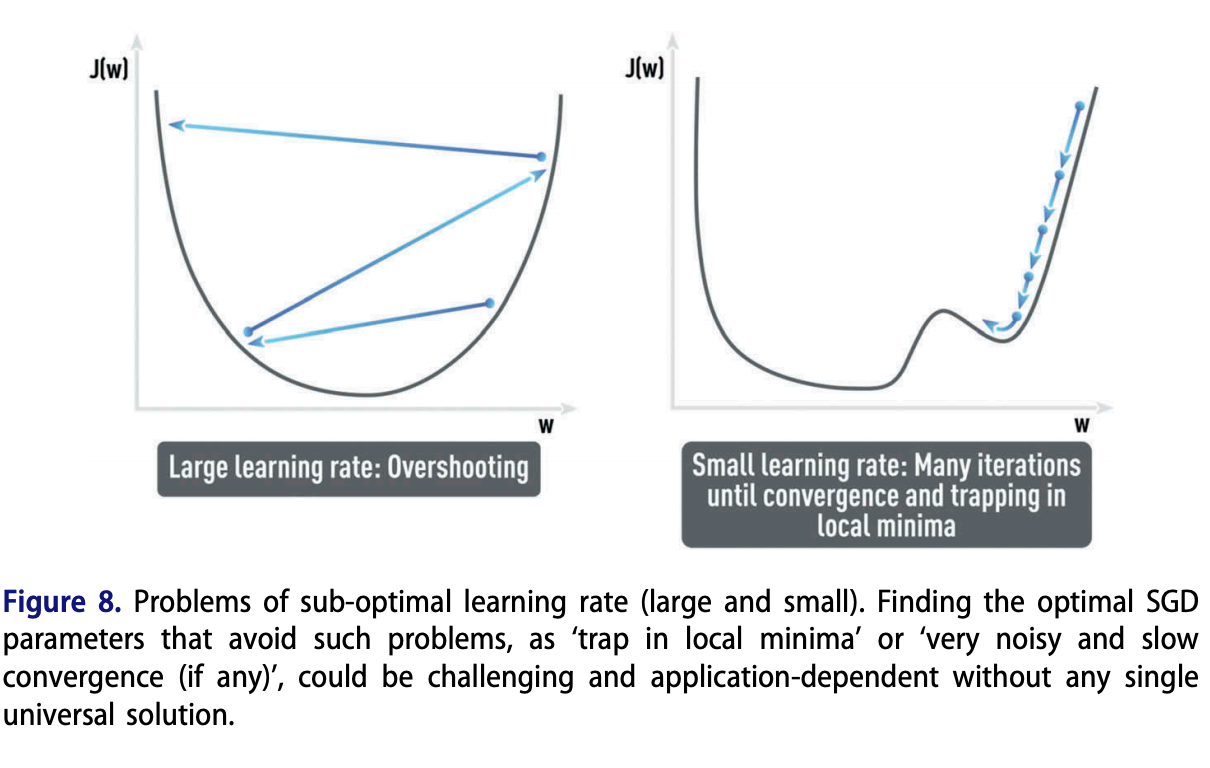 J(w)
w
Large learning rate: Overshooting
J(w)
w
Small learning rate: Many iterations
until convergence and trapping in
local minima
Figure 8. Problems of sub-optimal learning rate (large and small). Finding the optimal SGD
parameters that avoid such problems, as ‘trap in local minima’ or ‘very noisy and slow
convergence (if any)’, could be challenging and application-dependent without any single
universal solution.